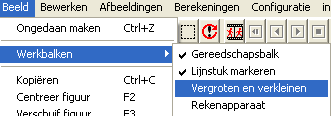 Beeld Bewerken Afbeeldingen Berekeningen Configuratie in
Ongedaan maken Ctrl+Z
Werkbalken
Kopiëren Ctrl+C
Centreer figuur F2
Verschuif figuur F3
Gereedschapsbalk
Lijnstuk markeren
Vergroten en verkleinen
Rekenapparaat